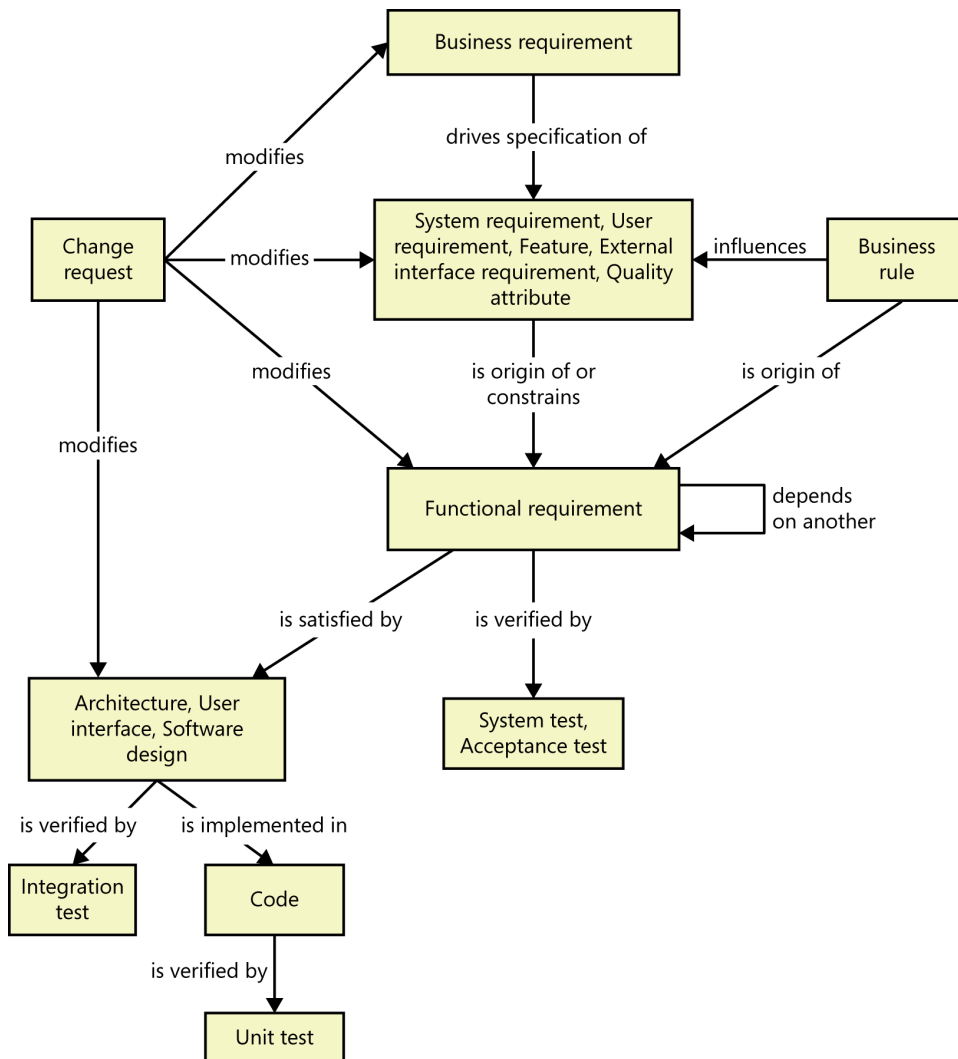 Business requirement
drives specification of
modifies
Change
request
modifies
System requirement, User
requirement, Feature, External
interface requirement, Quality
attribute
influences
Business
rule
modifies
is origin of or
constrains
is origin of
modifies
Functional requirement
depends
on another
is satisfied by
is verified by
Architecture, User
interface, Software
design
System test,
Acceptance test
is verified by
is implemented in
Integration
test
Code
is verified by
Unit test